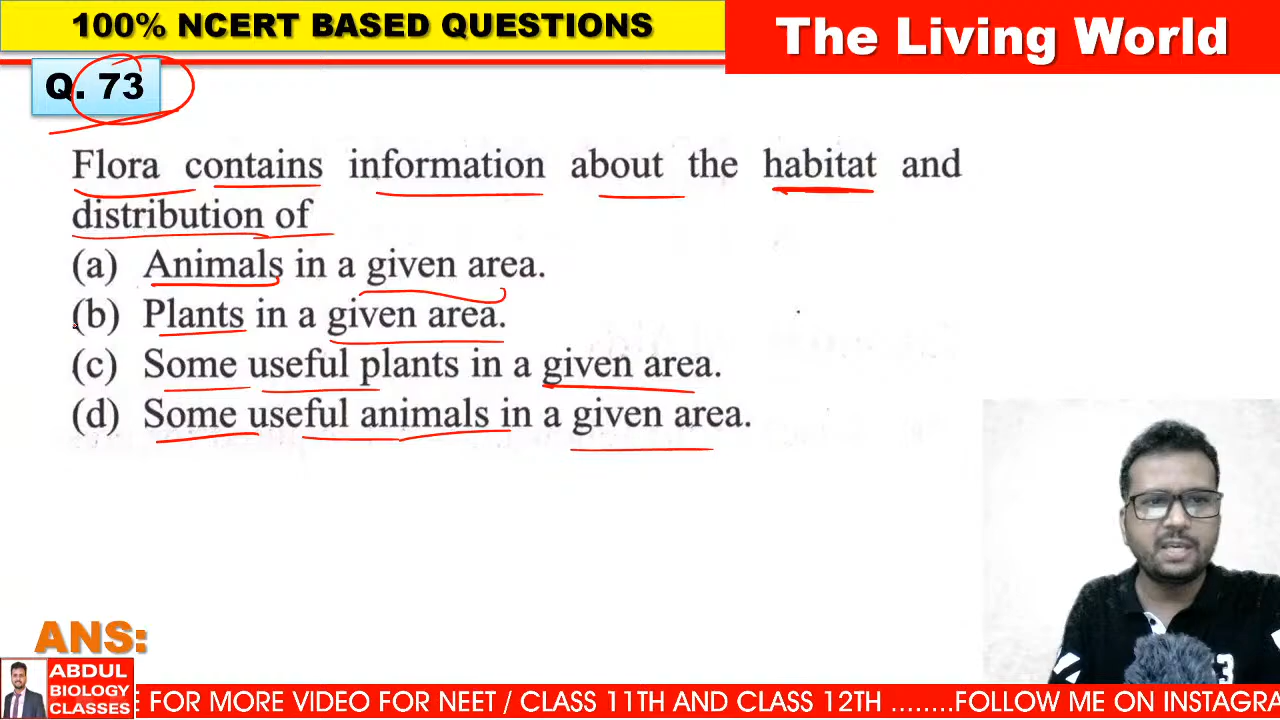 100% NCERT BASED QUESTIONS
The Living World
Q. 73
Flora contains information about the habitat and
distribution of
(a) Animals in a given area.
(b) Plants in a given area.
(c) Some useful plants in a given area.
(d) Some useful animals in a given area.
ANS:
ABDUL
BIOLOGY
CLASSES
E FOR MORE VIDEO FOR NEET / CLASS 11TH AND CLASS 12TH ........FOLLOW ME ON INSTAGRA
3